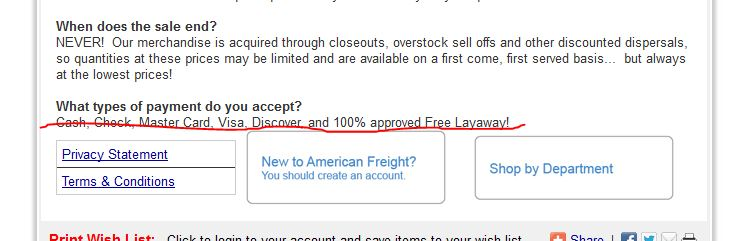 When does the sale end?
NEVER!  Our merchandise is acquired through closeouts, overstock sell offs and other discounted dispersals,
so quantities at these prices may be limited and are available on a first come, first served basis...  but always
at the lowest prices!
What types of payment do you accept?
Cash, Check, Master Card, Visa, Discover, and 100% approved Free Layaway!
Privacy Statement
Terms & Conditions
New to American Freight?
You should create an account.
Shop by Department
Print Wish List:  Click to login to your account and save items to your wish list
Share |